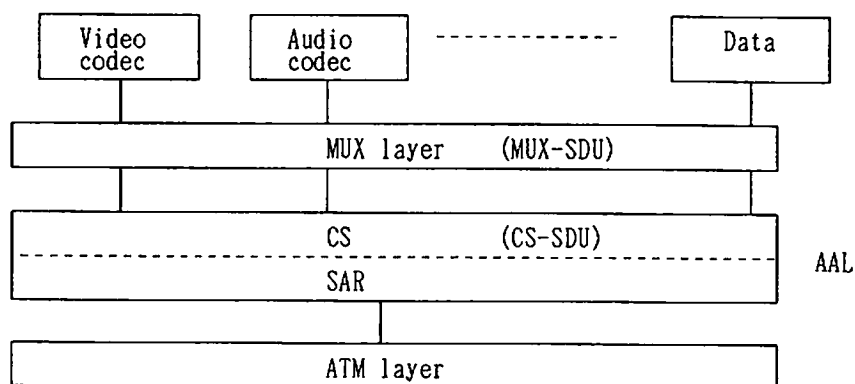 Video codec
Audio codec
Data
MUX layer (MUX-SDU)
CS (CS-SDU)
AAL
SAR
ATM layer